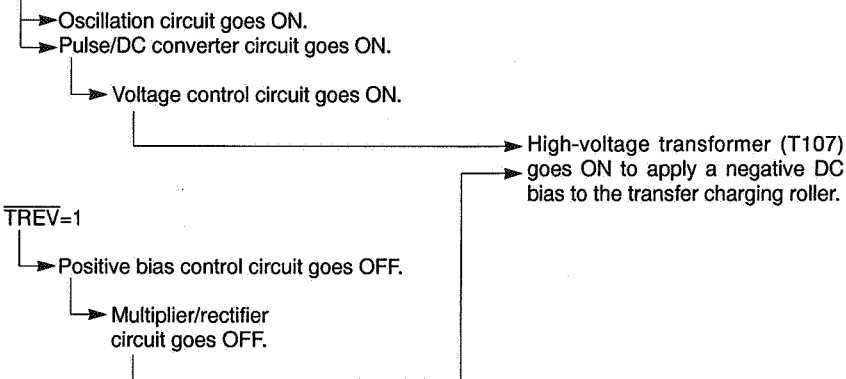 Oscillation circuit goes ON.
Pulse/DC converter circuit goes ON.
Voltage control circuit goes ON.
High-voltage transformer (T107)
goes ON to apply a negative DC
bias to the transfer charging roller.
T̅R̅E̅V̅=1
Positive bias control circuit goes OFF.
Multiplier/rectifier
circuit goes OFF.